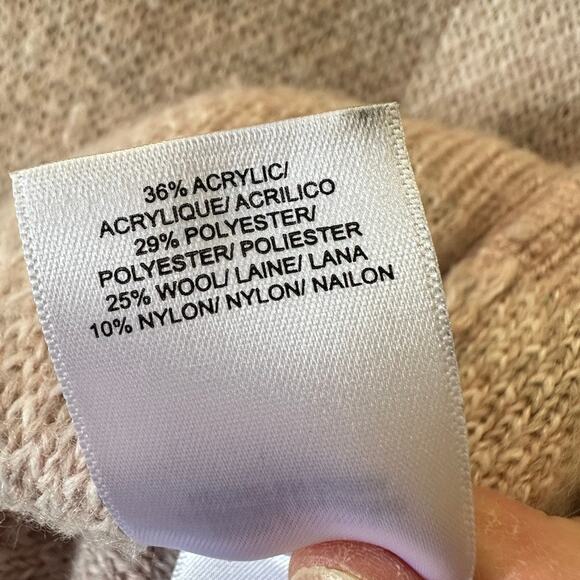 36% ACRYLIC/
ACRYLIQUE/ ACRILICO
29% POLYESTER/
POLYESTER/ POLIESTER
25% WOOL/ LAINE/ LANA
10% NYLON/ NYLON/ NAILON